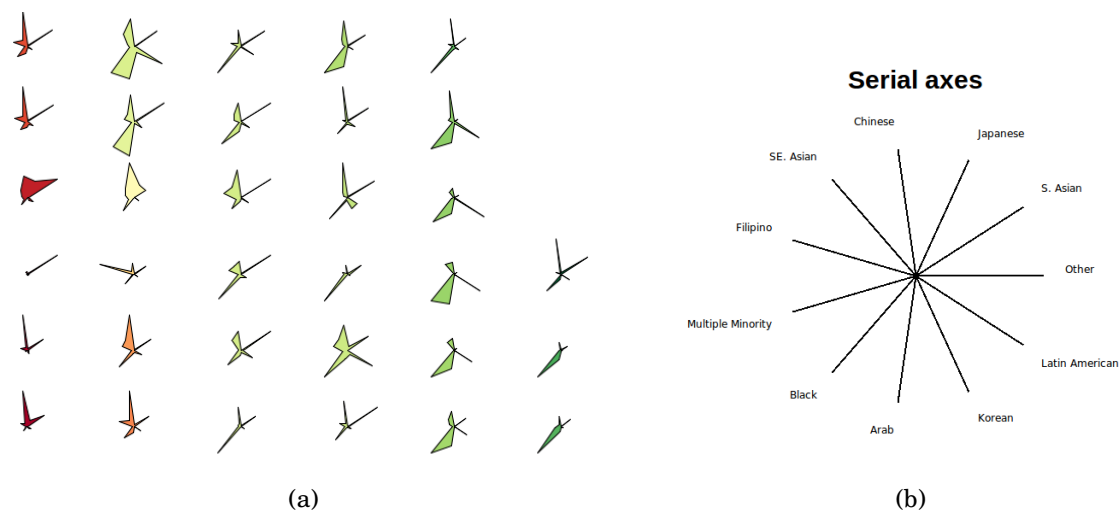 Serial axes
Chinese
Japanese
SE. Asian
S. Asian
Filipino
Other
Multiple Minority
Latin American
Black
Korean
Arab
(a)
(b)